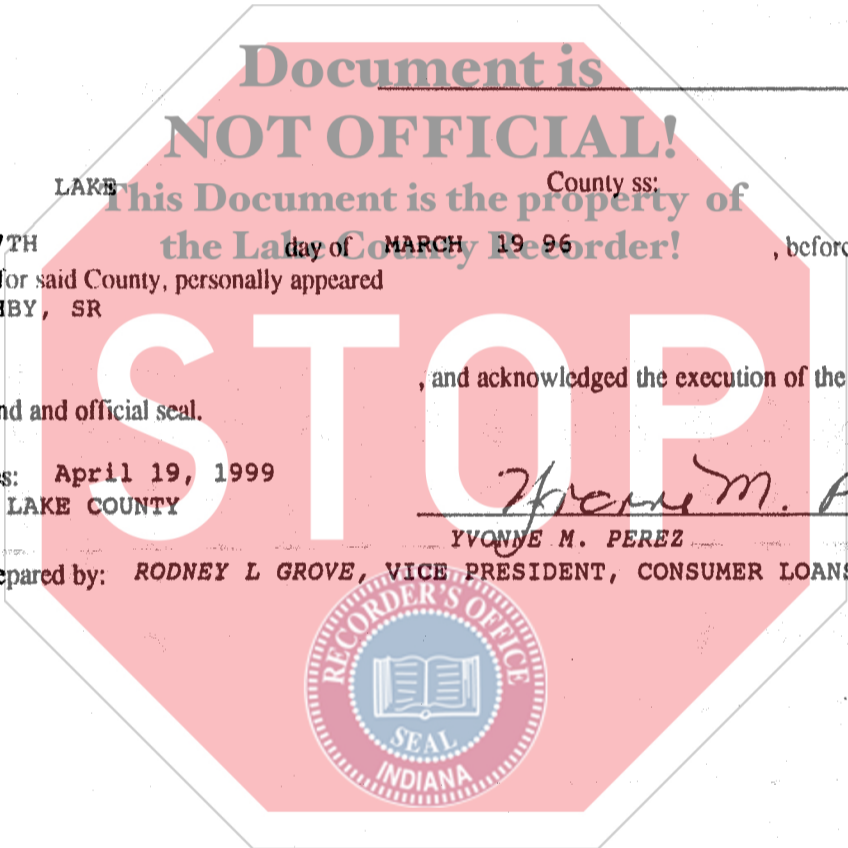 Document is
NOT OFFICIAL!
LAKE County ss:
This Document is the property of
TH day of MARCH 19 96 , before
the Lake County Recorder!
for said County, personally appeared
BY, SR
STOP
, and acknowledged the execution of the
nd and official seal.
s: April 19, 1999
Yvonne M. P
LAKE COUNTY
YVONNE M. PEREZ
epared by: RODNEY L GROVE, VICE PRESIDENT, CONSUMER LOANS
RECORDER'S OFFICE
SEAL
INDIANA